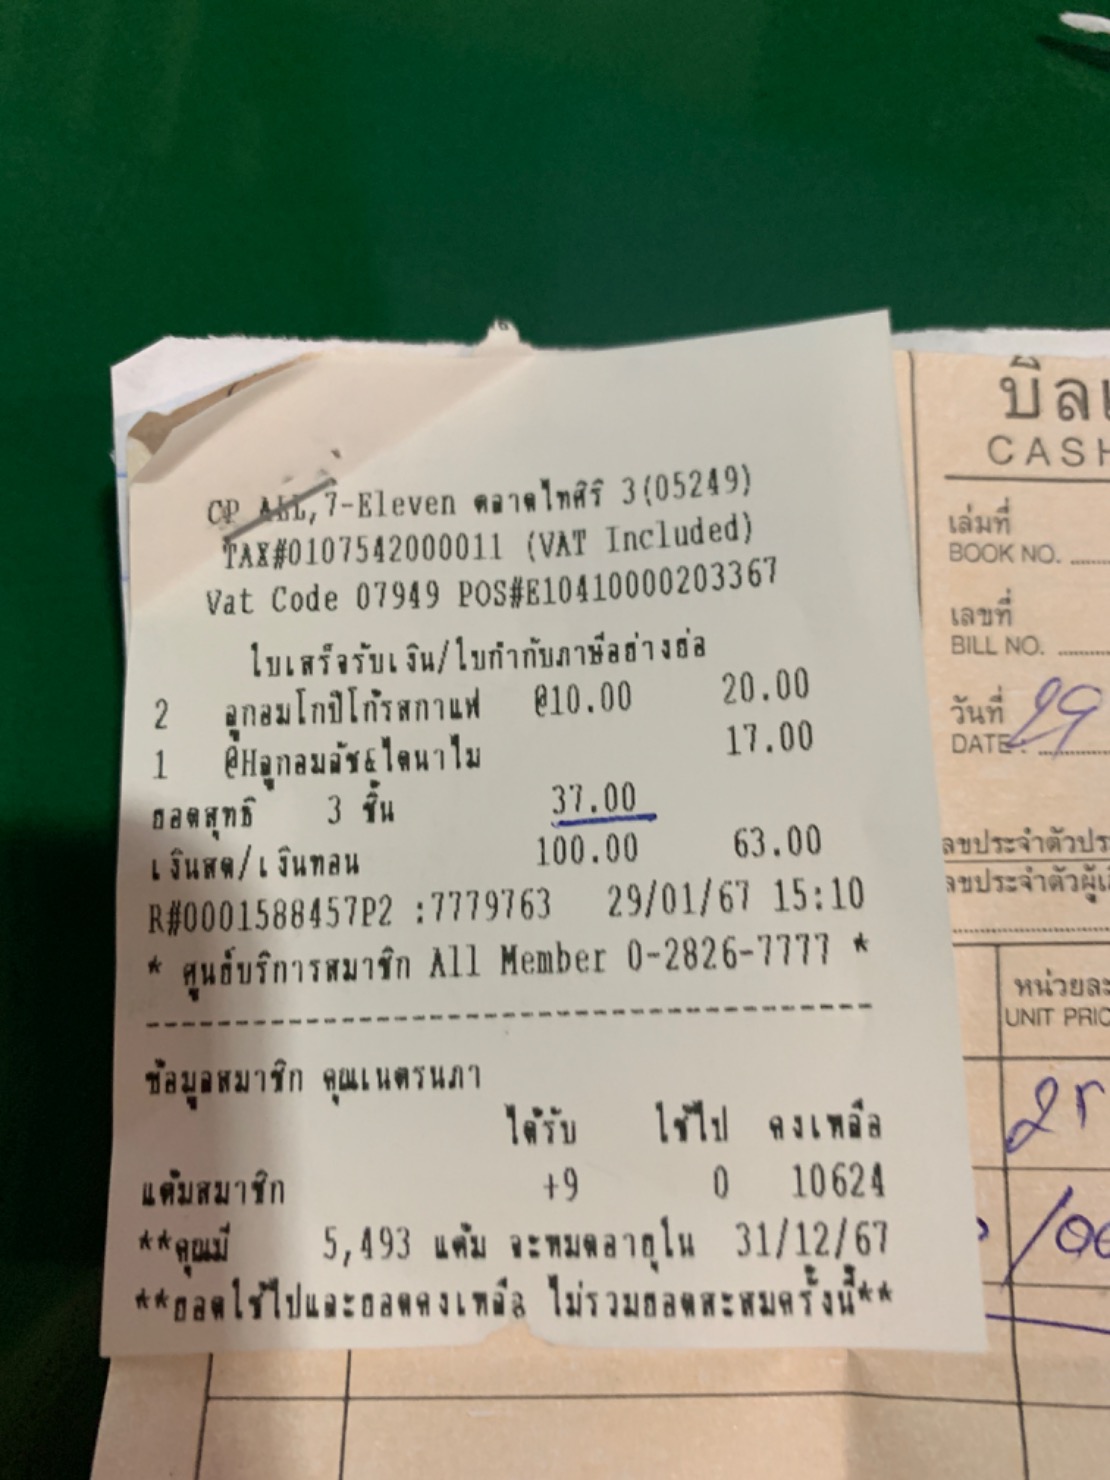 CP ALL,7-Eleven ตลาดไทศิริ 3(05249)
TAX#0107542000011 (VAT Included)
Vat Code 07949 POS#E10410000203367
ใบเสร็จรับเงิน/ใบกำกับภาษีอย่างย่อ
2 ลูกอมโกปิโก้รสกาแฟ @10.00 20.00
1 @Hลูกอมลัช&ไดนาไม 17.00
ยอดสุทธิ 3 ชิ้น 37.00
เงินสด/เงินทอน 100.00 63.00
R#0001588457P2 :7779763 29/01/67 15:10
* ศูนย์บริการสมาชิก All Member 0-2826-7777 *
ข้อมูลสมาชิก คุณเนตรนภา
ได้รับ ใช้ไป คงเหลือ
แต้มสมาชิก +9 0 10624
**คุณมี 5,493 แต้ม จะหมดอายุใน 31/12/67
**ยอดใช้ไปและยอดคงเหลือ ไม่รวมยอดสะสมครั้งนี้**
CASH
เล่มที่
BOOK NO.
เลขที่
BILL NO.
วันที่ 29
DATE
หน่วยละ
UNIT PRIC